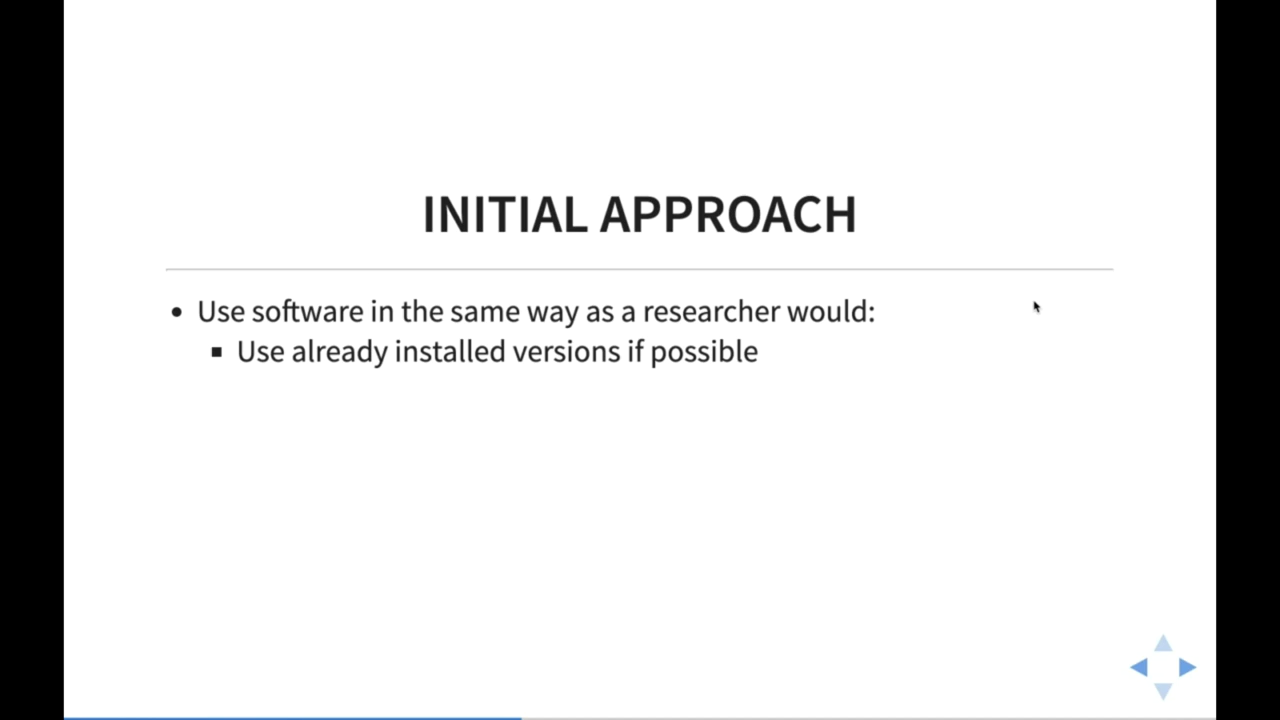 INITIAL APPROACH
Use software in the same way as a researcher would:
Use already installed versions if possible